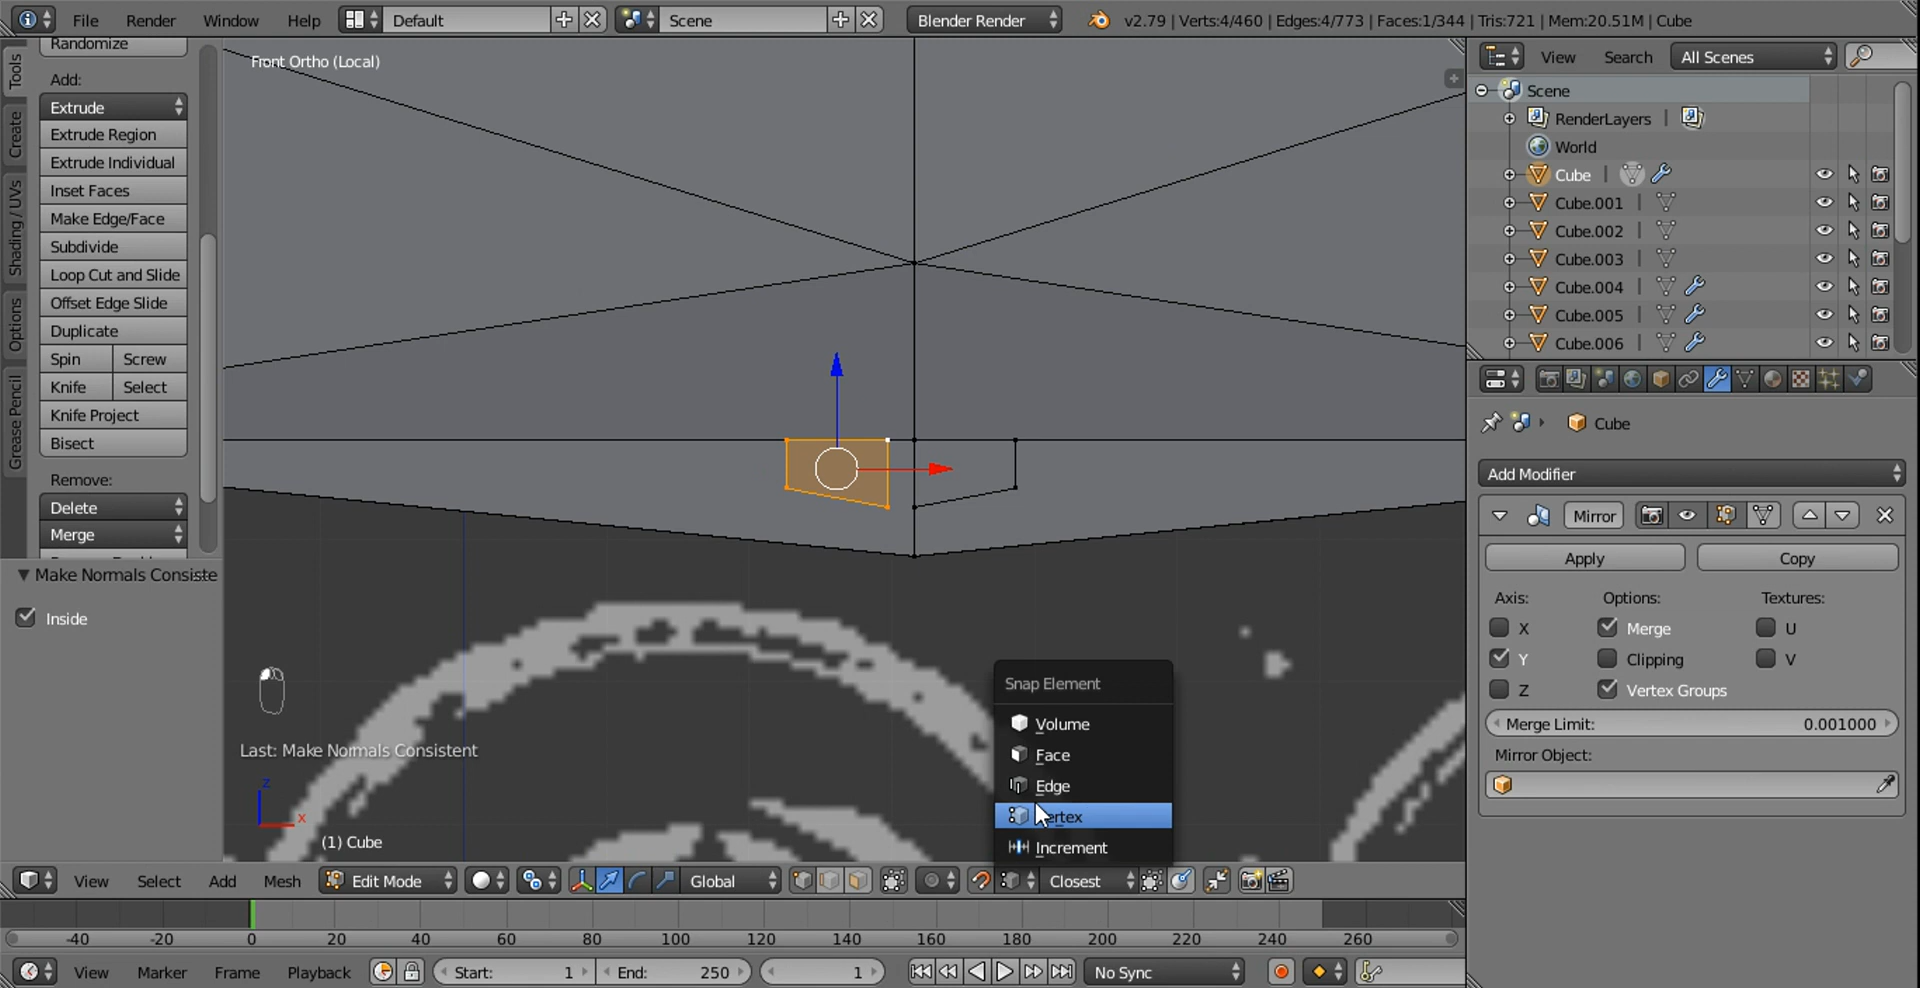 File Render Window Help Default Scene Blender Render v2.79 | Verts:4/460 | Edges:4/773 | Faces:1/344 | Tris:721 | Mem:20.51M | Cube
Tools
Create
Shading / UVs
Options
Grease Pencil
Randomize
Add:
Extrude
Extrude Region
Extrude Individual
Inset Faces
Make Edge/Face
Subdivide
Loop Cut and Slide
Offset Edge Slide
Duplicate
Spin Screw
Knife Select
Knife Project
Bisect
Remove:
Delete
Merge
Make Normals Consiste
Inside
Front Ortho (Local)
Last: Make Normals Consistent
z
x
(1) Cube
Snap Element
Volume
Face
Edge
Increment
View Select Add Mesh Edit Mode Global Closest
-40 -20 0 20 40 60 80 100 120 140 160 180 200 220 240 260
View Marker Frame Playback Start: 1 End: 250 1 No Sync
View Search All Scenes
Scene
RenderLayers |
World
Cube |
Cube.001 |
Cube.002 |
Cube.003 |
Cube.004 |
Cube.005 |
Cube.006 |
Cube
Add Modifier
Mirror
Apply Copy
Axis: Options: Textures:
X Merge U
Y Clipping V
Z Vertex Groups
Merge Limit: 0.001000
Mirror Object: